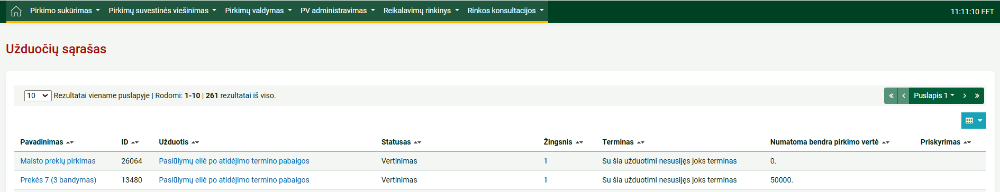 Pirkimo sukūrimas Pirkimų suvestinės viešinimas Pirkimų valdymas PV administravimas Reikalavimų rinkinys Rinkos konsultacijos 11:11:10 EET
Užduočių sąrašas
10 Rezultatai viename puslapyje | Rodomi: 1-10 | 261 rezultatai iš viso. « ‹ Puslapis 1 › »
Pavadinimas ID Užduotis Statusas Žingsnis Terminas Numatoma bendra pirkimo vertė Priskyrimas
Maisto prekių pirkimas 26064 Pasiūlymų eilė po atidėjimo termino pabaigos Vertinimas 1 Su šia užduotimi nesusijęs joks terminas 0.
Prekės 7 (3 bandymas) 13480 Pasiūlymų eilė po atidėjimo termino pabaigos Vertinimas 1 Su šia užduotimi nesusijęs joks terminas 50000.